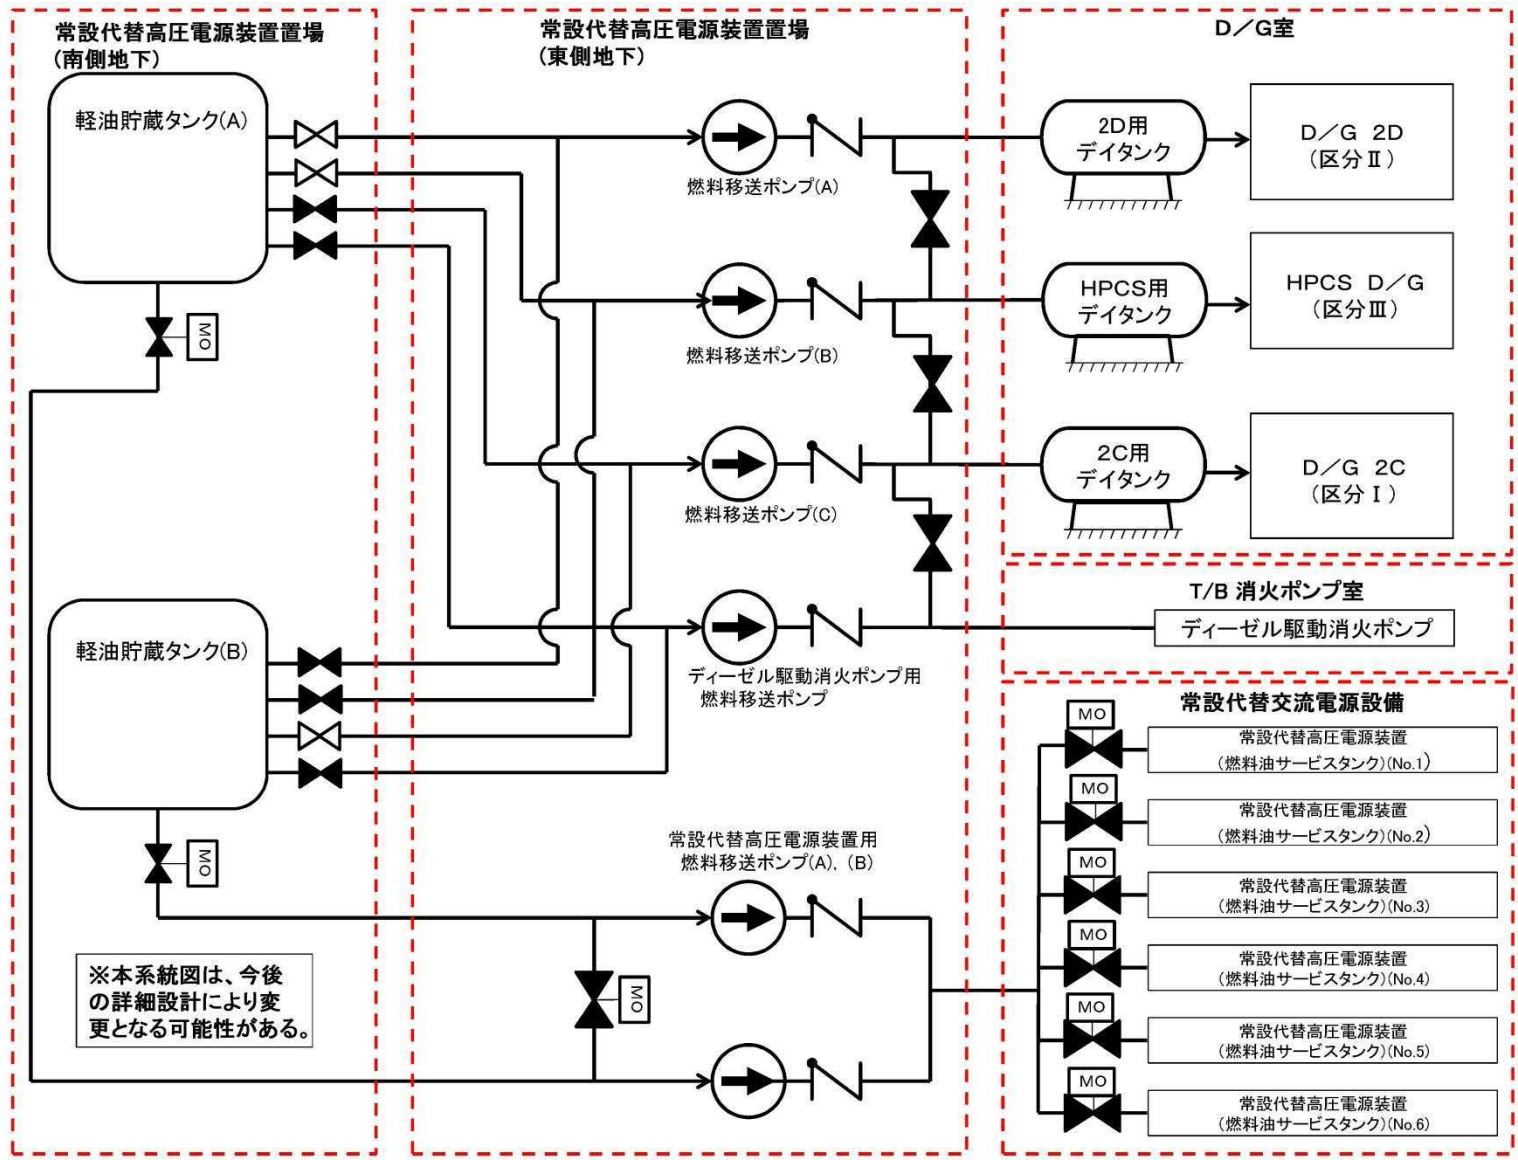 常設代替高圧電源装置置場
(南側地下)
軽油貯蔵タンク(A)
MO
軽油貯蔵タンク(B)
MO
※本系統図は、今後
の詳細設計により変
更となる可能性がある。
常設代替高圧電源装置置場
(東側地下)
燃料移送ポンプ(A)
燃料移送ポンプ(B)
燃料移送ポンプ(C)
ディーゼル駆動消火ポンプ用
燃料移送ポンプ
常設代替高圧電源装置用
燃料移送ポンプ(A)，(B)
MO
D／G室
2D用
デイタンク
D／G 2D
(区分Ⅱ)
HPCS用
デイタンク
HPCS D／G
(区分Ⅲ)
2C用
デイタンク
D／G 2C
(区分Ⅰ)
T/B 消火ポンプ室
ディーゼル駆動消火ポンプ
常設代替交流電源設備
MO
常設代替高圧電源装置
(燃料油サービスタンク)(No.1)
MO
常設代替高圧電源装置
(燃料油サービスタンク)(No.2)
MO
常設代替高圧電源装置
(燃料油サービスタンク)(No.3)
MO
常設代替高圧電源装置
(燃料油サービスタンク)(No.4)
MO
常設代替高圧電源装置
(燃料油サービスタンク)(No.5)
MO
常設代替高圧電源装置
(燃料油サービスタンク)(No.6)